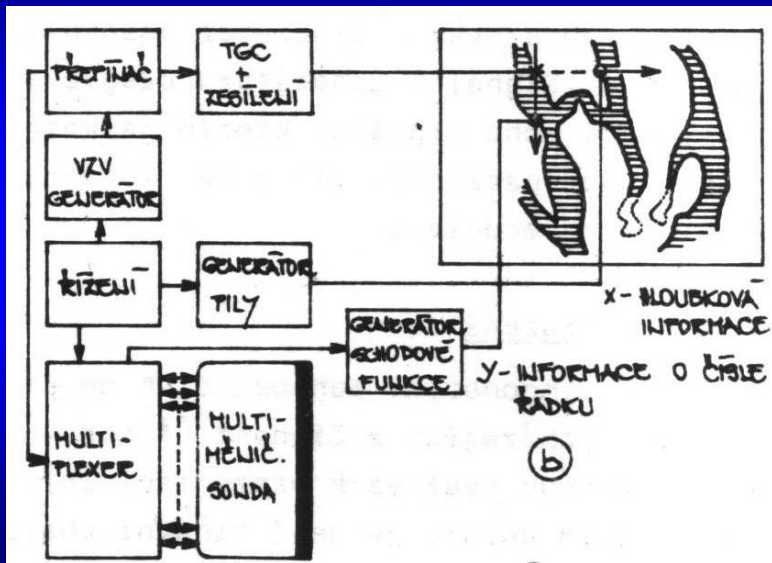 PŘEPÍNAČ
TGC
+
ZESÍLENÍ
VZV
GENERÁTOR
ŘÍZENÍ
GENERÁTOR
PILY
GENERÁTOR
SCHODOVÉ
FUNKCE
X - HLOUBKOVÁ
INFORMACE
Y - INFORMACE O ČÍSLE
ŘÁDKU
MULTI-
PLEXER
MULTI-
MĚNIČ.
SONDA
b